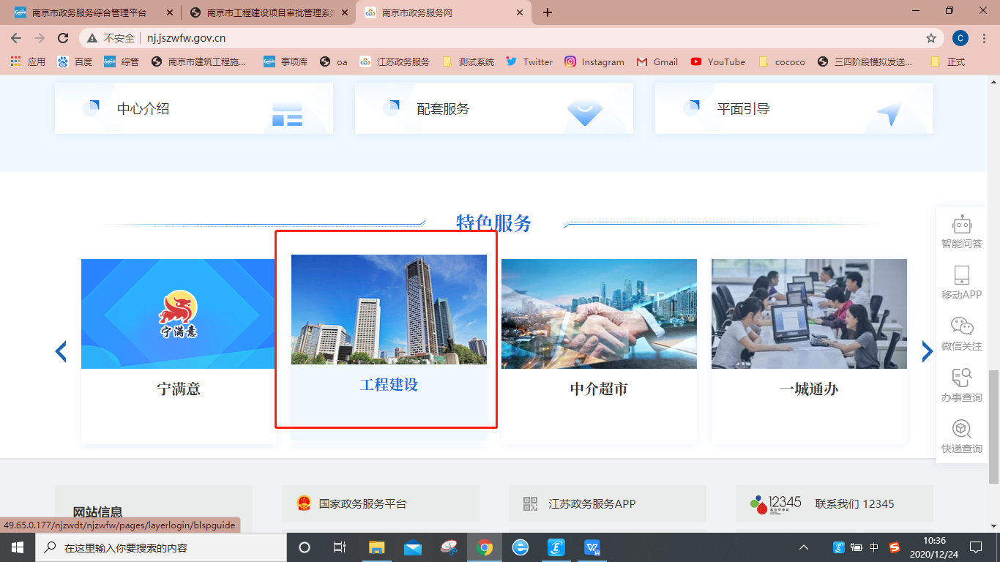 南京市政务服务综合管理平台
南京市工程建设项目审批管理系统
南京市政务服务网
不安全 nj.jszwfw.gov.cn
C
应用 百度 综管 南京市建筑工程施... 事项库 oa 江苏政务服务 测试系统 Twitter Instagram Gmail YouTube cococo 三四阶段模拟发送... 正式
中心介绍
配套服务
平面引导
特色服务
宁满意
宁满意
工程建设
中介超市
一城通办
智能问答
移动APP
微信关注
办事查询
快递查询
网站信息
国家政务服务平台
江苏政务服务APP
12345
联系我们 12345
49.65.0.177/njzwdt/njzwfw/pages/layerlogin/blspguide
在这里输入你要搜索的内容
中
10:36
2020/12/24